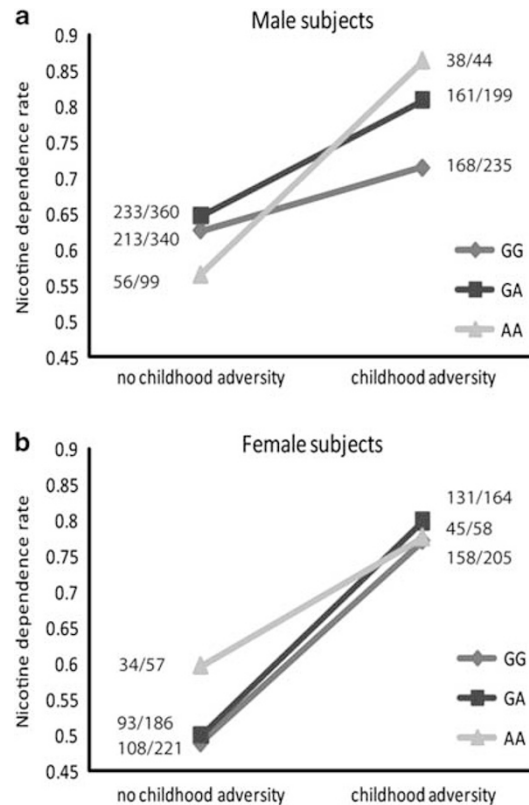 a
Male subjects
Nicotine dependence rate
0.9
0.85
0.8
0.75
0.7
0.65
0.6
0.55
0.5
0.45
233/360
213/340
56/99
38/44
161/199
168/235
GG
GA
AA
no childhood adversity
childhood adversity
b
Female subjects
Nicotine dependence rate
0.9
0.85
0.8
0.75
0.7
0.65
0.6
0.55
0.5
0.45
34/57
93/186
108/221
131/164
45/58
158/205
GG
GA
AA
no childhood adversity
childhood adversity